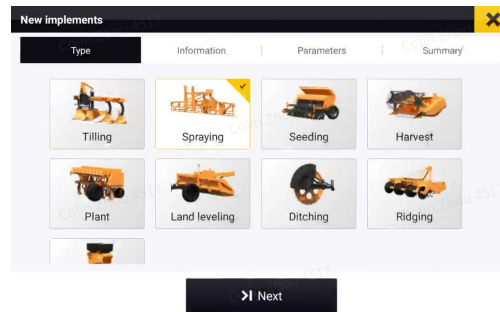 New implements
Type
Information
Parameters
Summary
Tilling
Spraying
Seeding
Harvest
Plant
Land leveling
Ditching
Ridging
Next